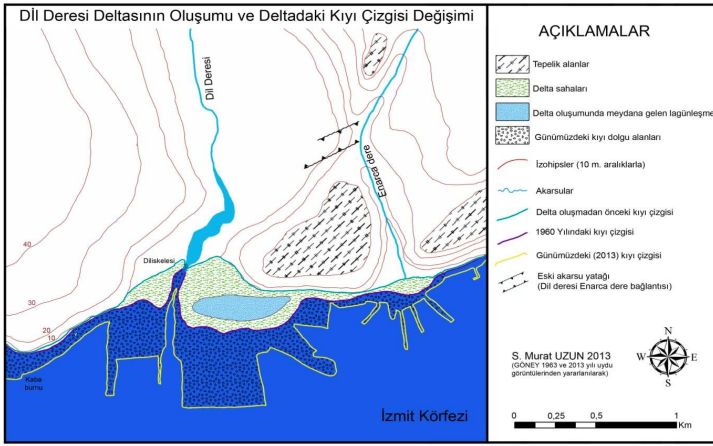 Dİl Deresi Deltasının Oluşumu ve Deltadaki Kıyı Çizgisi Değişimi
AÇIKLAMALAR
Tepelik alanlar
Delta sahaları
Delta oluşumunda meydana gelen lagünleşme
Günümüzdeki kıyı dolgu alanları
İzohipsler (10 m. aralıklarla)
Akarsular
Delta oluşmadan önceki kıyı çizgisi
1960 Yılındaki kıyı çizgisi
Günümüzdeki (2013) kıyı çizgisi
Eski akarsu yatağı
(Dil deresi Enarca dere bağlantısı)
Dil Deresi
Enarca dere
Diliskelesi
40
30
20
10
Kaba
burnu
İzmit Körfezi
S. Murat UZUN 2013
(GÖNEY 1963 ve 2013 yılı uydu
görüntülerinden yararlanılarak)
N
W
E
S
0 0,25 0,5 1
Km